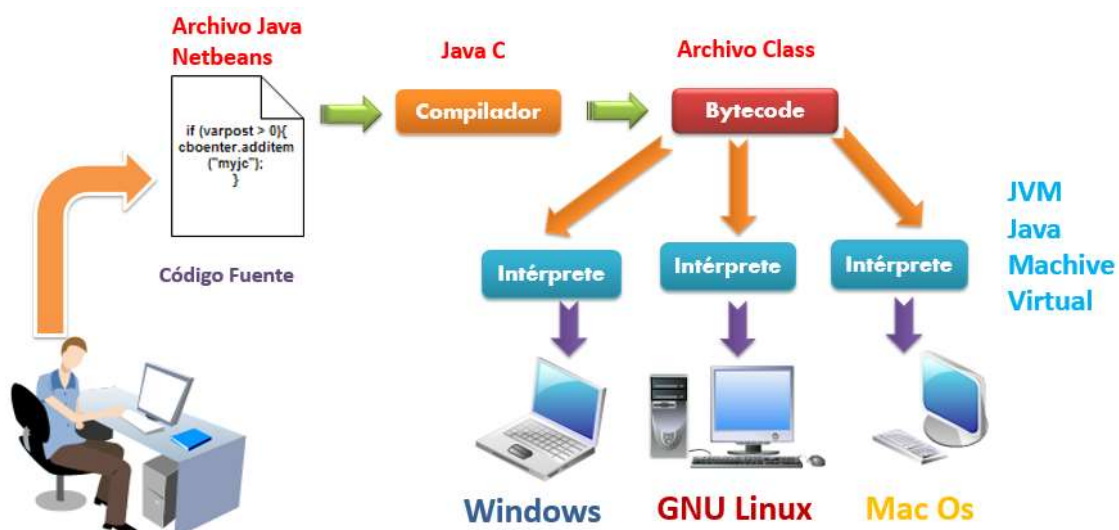 Archivo Java
Netbeans
Java C
Archivo Class
if (varpost > 0){
cboenter.additem
("myjc");
}
Compilador
Bytecode
Código Fuente
Intérprete
Intérprete
Intérprete
JVM
Java
Machive
Virtual
Windows
GNU Linux
Mac Os